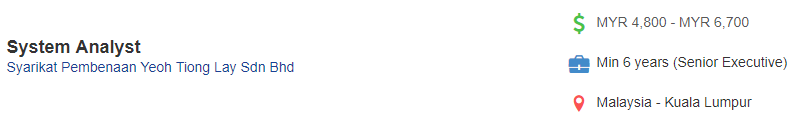 System Analyst
Syarikat Pembenaan Yeoh Tiong Lay Sdn Bhd
MYR 4,800 - MYR 6,700
Min 6 years (Senior Executive)
Malaysia - Kuala Lumpur